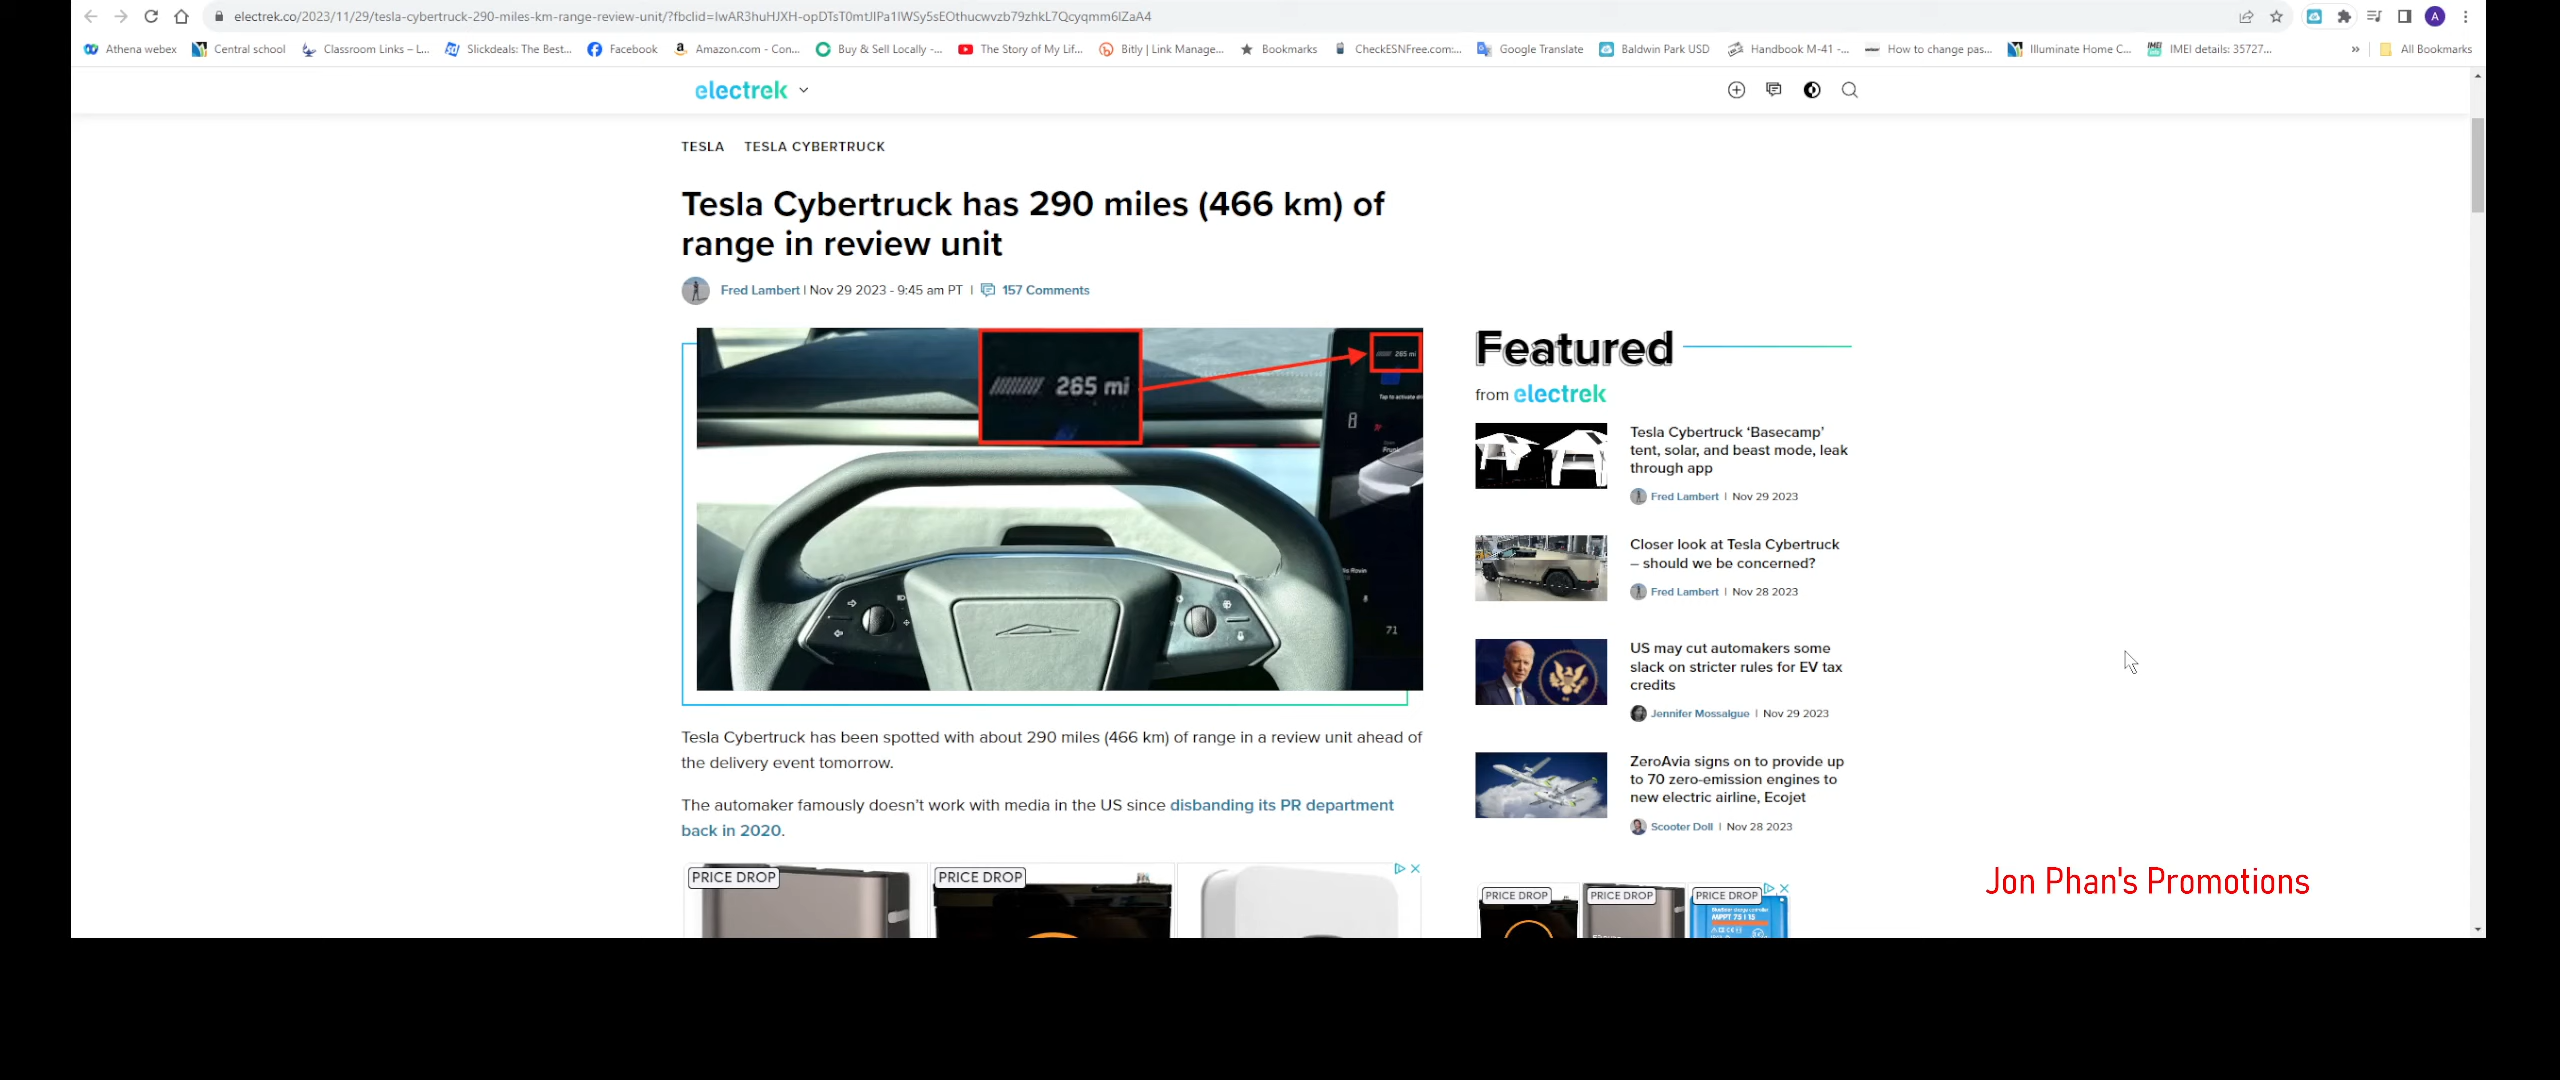 electrek.co/2023/11/29/tesla-cybertruck-290-miles-km-range-review-unit/?fbclid=IwAR3huHJXH-opDTsT0mtJIPa1IWSy5sEOthucwvzb79zhkL7Qcyqmm6lZaA4
A
Athena webex
Central school
Classroom Links – L...
Slickdeals: The Best...
Facebook
Amazon.com - Con...
Buy & Sell Locally -...
The Story of My Lif...
Bitly | Link Manage...
Bookmarks
CheckESNFree.com:...
Google Translate
Baldwin Park USD
Handbook M-41 -...
How to change pas...
Illuminate Home C...
IMEI details: 35727...
»
All Bookmarks
electrek
TESLA TESLA CYBERTRUCK
Tesla Cybertruck has 290 miles (466 km) of
range in review unit
Fred Lambert | Nov 29 2023 - 9:45 am PT | 157 Comments
265 mi
265 mi
8
71
Tesla Cybertruck has been spotted with about 290 miles (466 km) of range in a review unit ahead of
the delivery event tomorrow.
The automaker famously doesn't work with media in the US since disbanding its PR department
back in 2020.
PRICE DROP
PRICE DROP
Featured
from electrek
Tesla Cybertruck 'Basecamp'
tent, solar, and beast mode, leak
through app
Fred Lambert | Nov 29 2023
Closer look at Tesla Cybertruck
– should we be concerned?
Fred Lambert | Nov 28 2023
US may cut automakers some
slack on stricter rules for EV tax
credits
Jennifer Mossalgue | Nov 29 2023
ZeroAvia signs on to provide up
to 70 zero-emission engines to
new electric airline, Ecojet
Scooter Doll | Nov 28 2023
PRICE DROP
PRICE DROP
PRICE DROP
MPPT 75 | 15
Jon Phan's Promotions